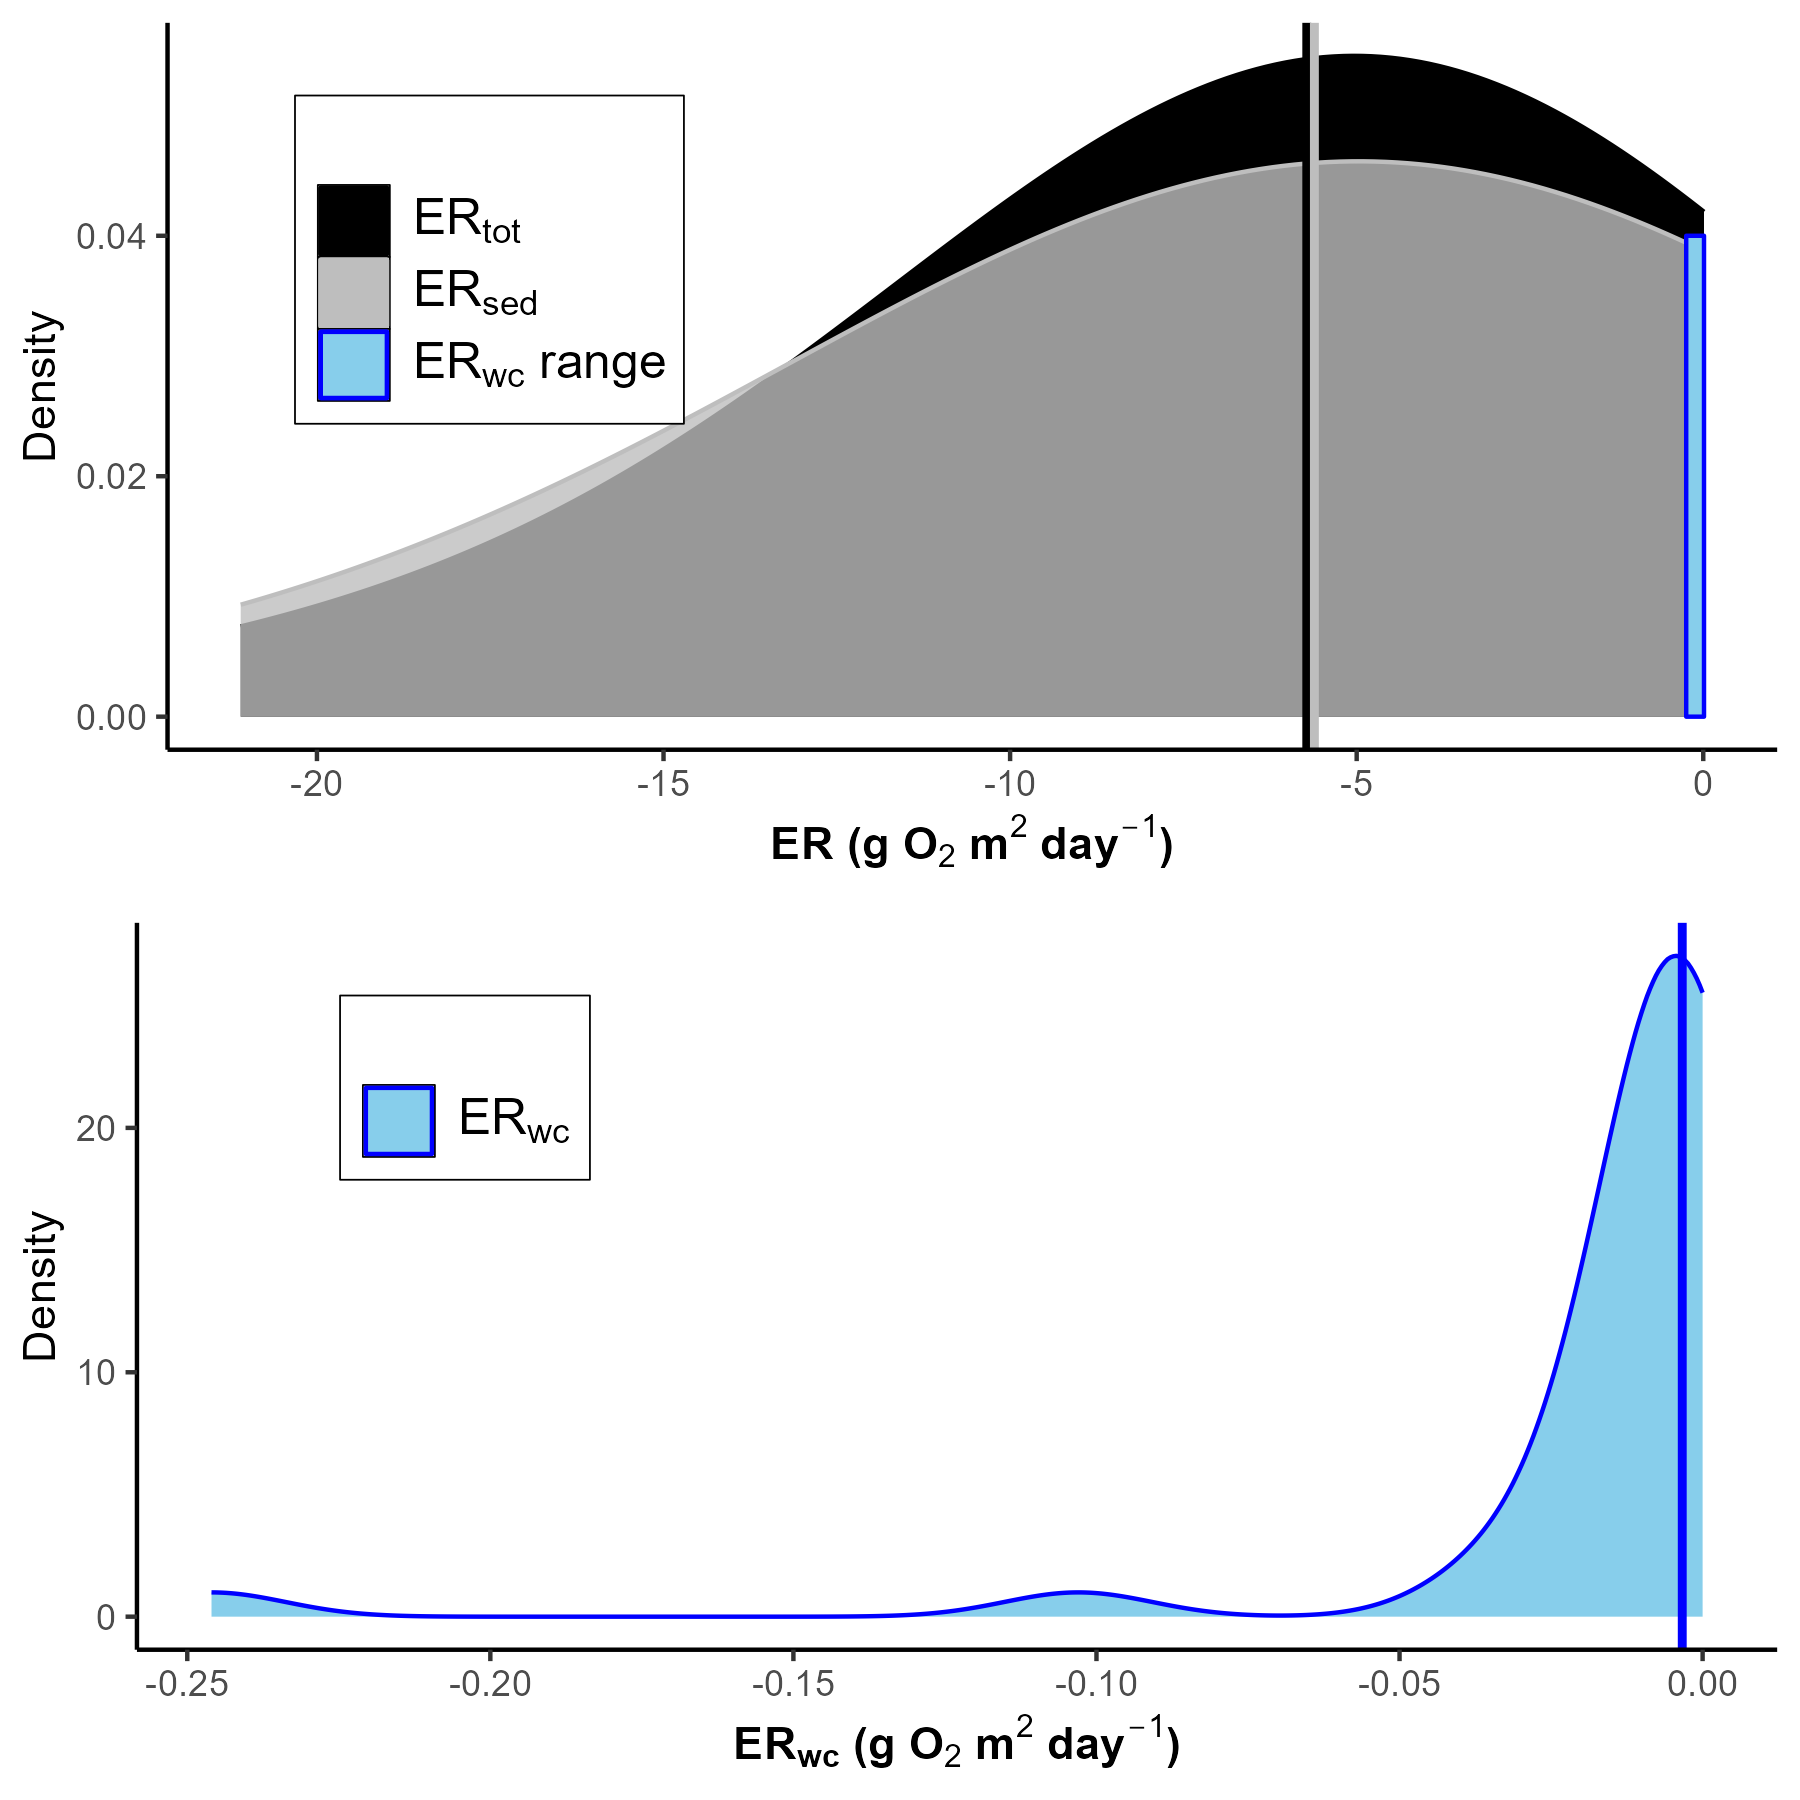 ERtot
ERsed
ERwc range
0.04
0.02
0.00
Density
-20 -15 -10 -5 0
ER (g O₂ m² day⁻¹)
ERwc
20
10
0
Density
-0.25 -0.20 -0.15 -0.10 -0.05 0.00
ERwc (g O₂ m² day⁻¹)